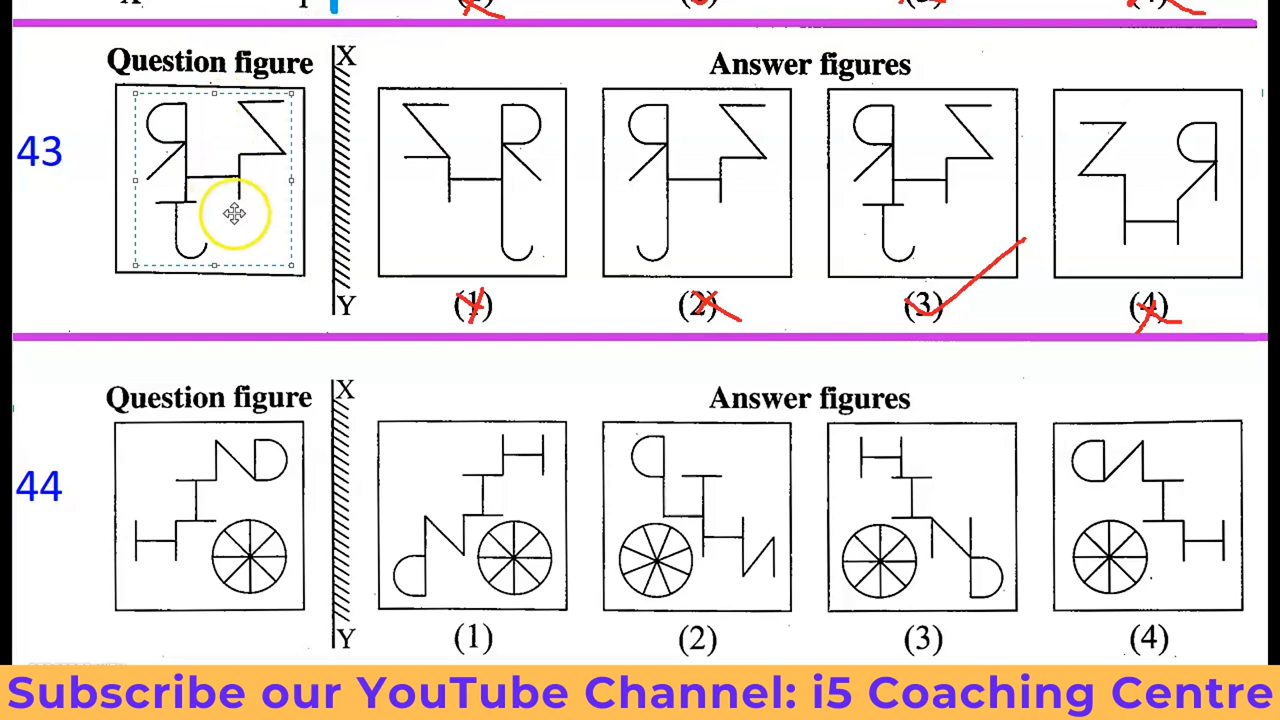 Question figure X Answer figures
43
Y (1) (2) (3) (4)
Question figure X Answer figures
44
Y (1) (2) (3) (4)
Subscribe our YouTube Channel: i5 Coaching Centre